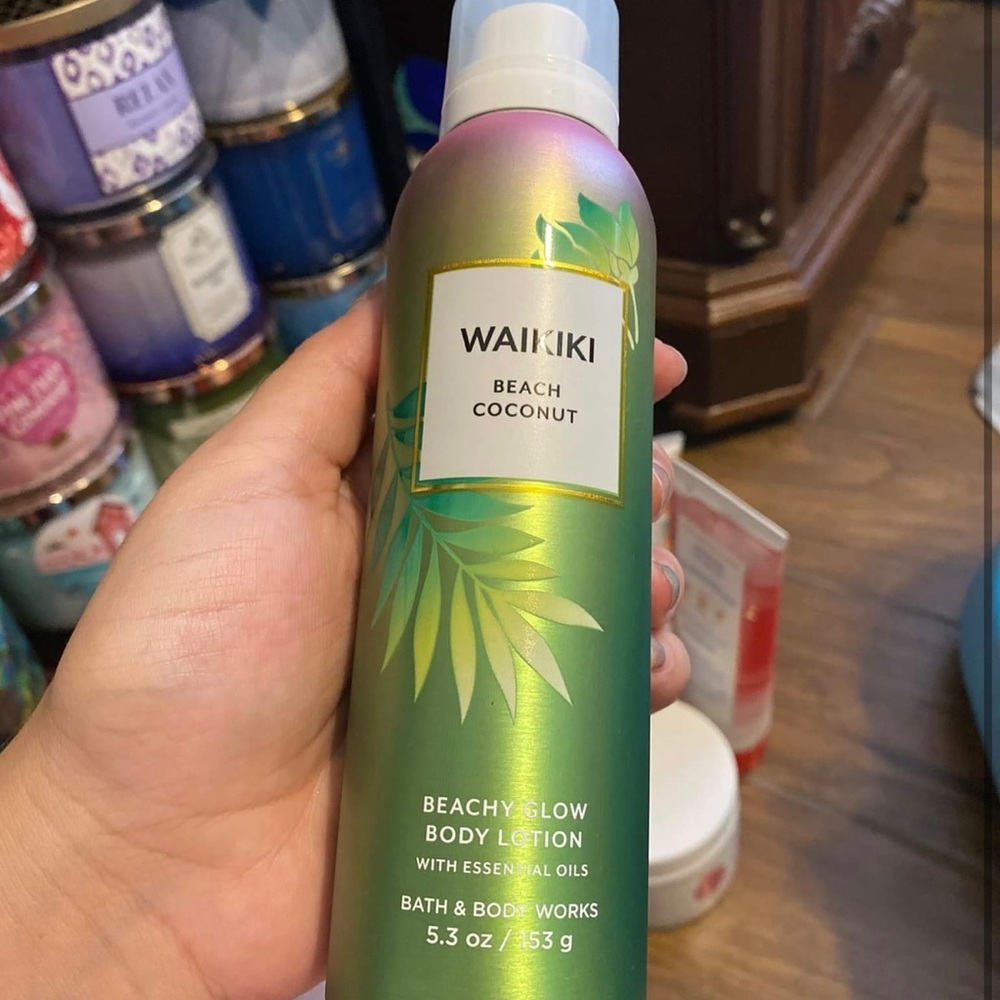 WAIKIKI
BEACH
COCONUT
BEACHY GLOW
BODY LOTION
WITH ESSENTIAL OILS
BATH & BODY WORKS
5.3 oz / 153 g